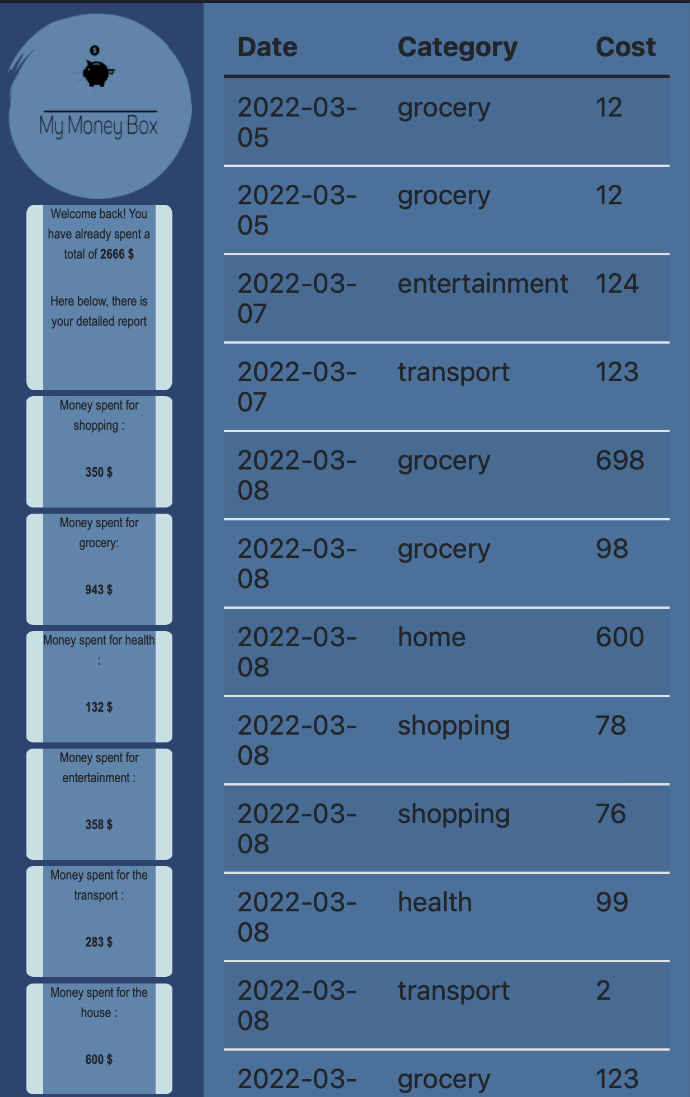 $
My Money Box
Welcome back! You
have already spent a
total of 2666 $
Here below, there is
your detailed report
Money spent for
shopping :
350 $
Money spent for
grocery:
943 $
Money spent for health
:
132 $
Money spent for
entertainment :
358 $
Money spent for the
transport :
283 $
Money spent for the
house :
600 $
Date Category Cost
2022-03- grocery 12
05
2022-03- grocery 12
05
2022-03- entertainment 124
07
2022-03- transport 123
07
2022-03- grocery 698
08
2022-03- grocery 98
08
2022-03- home 600
08
2022-03- shopping 78
08
2022-03- shopping 76
08
2022-03- health 99
08
2022-03- transport 2
08
2022-03- grocery 123